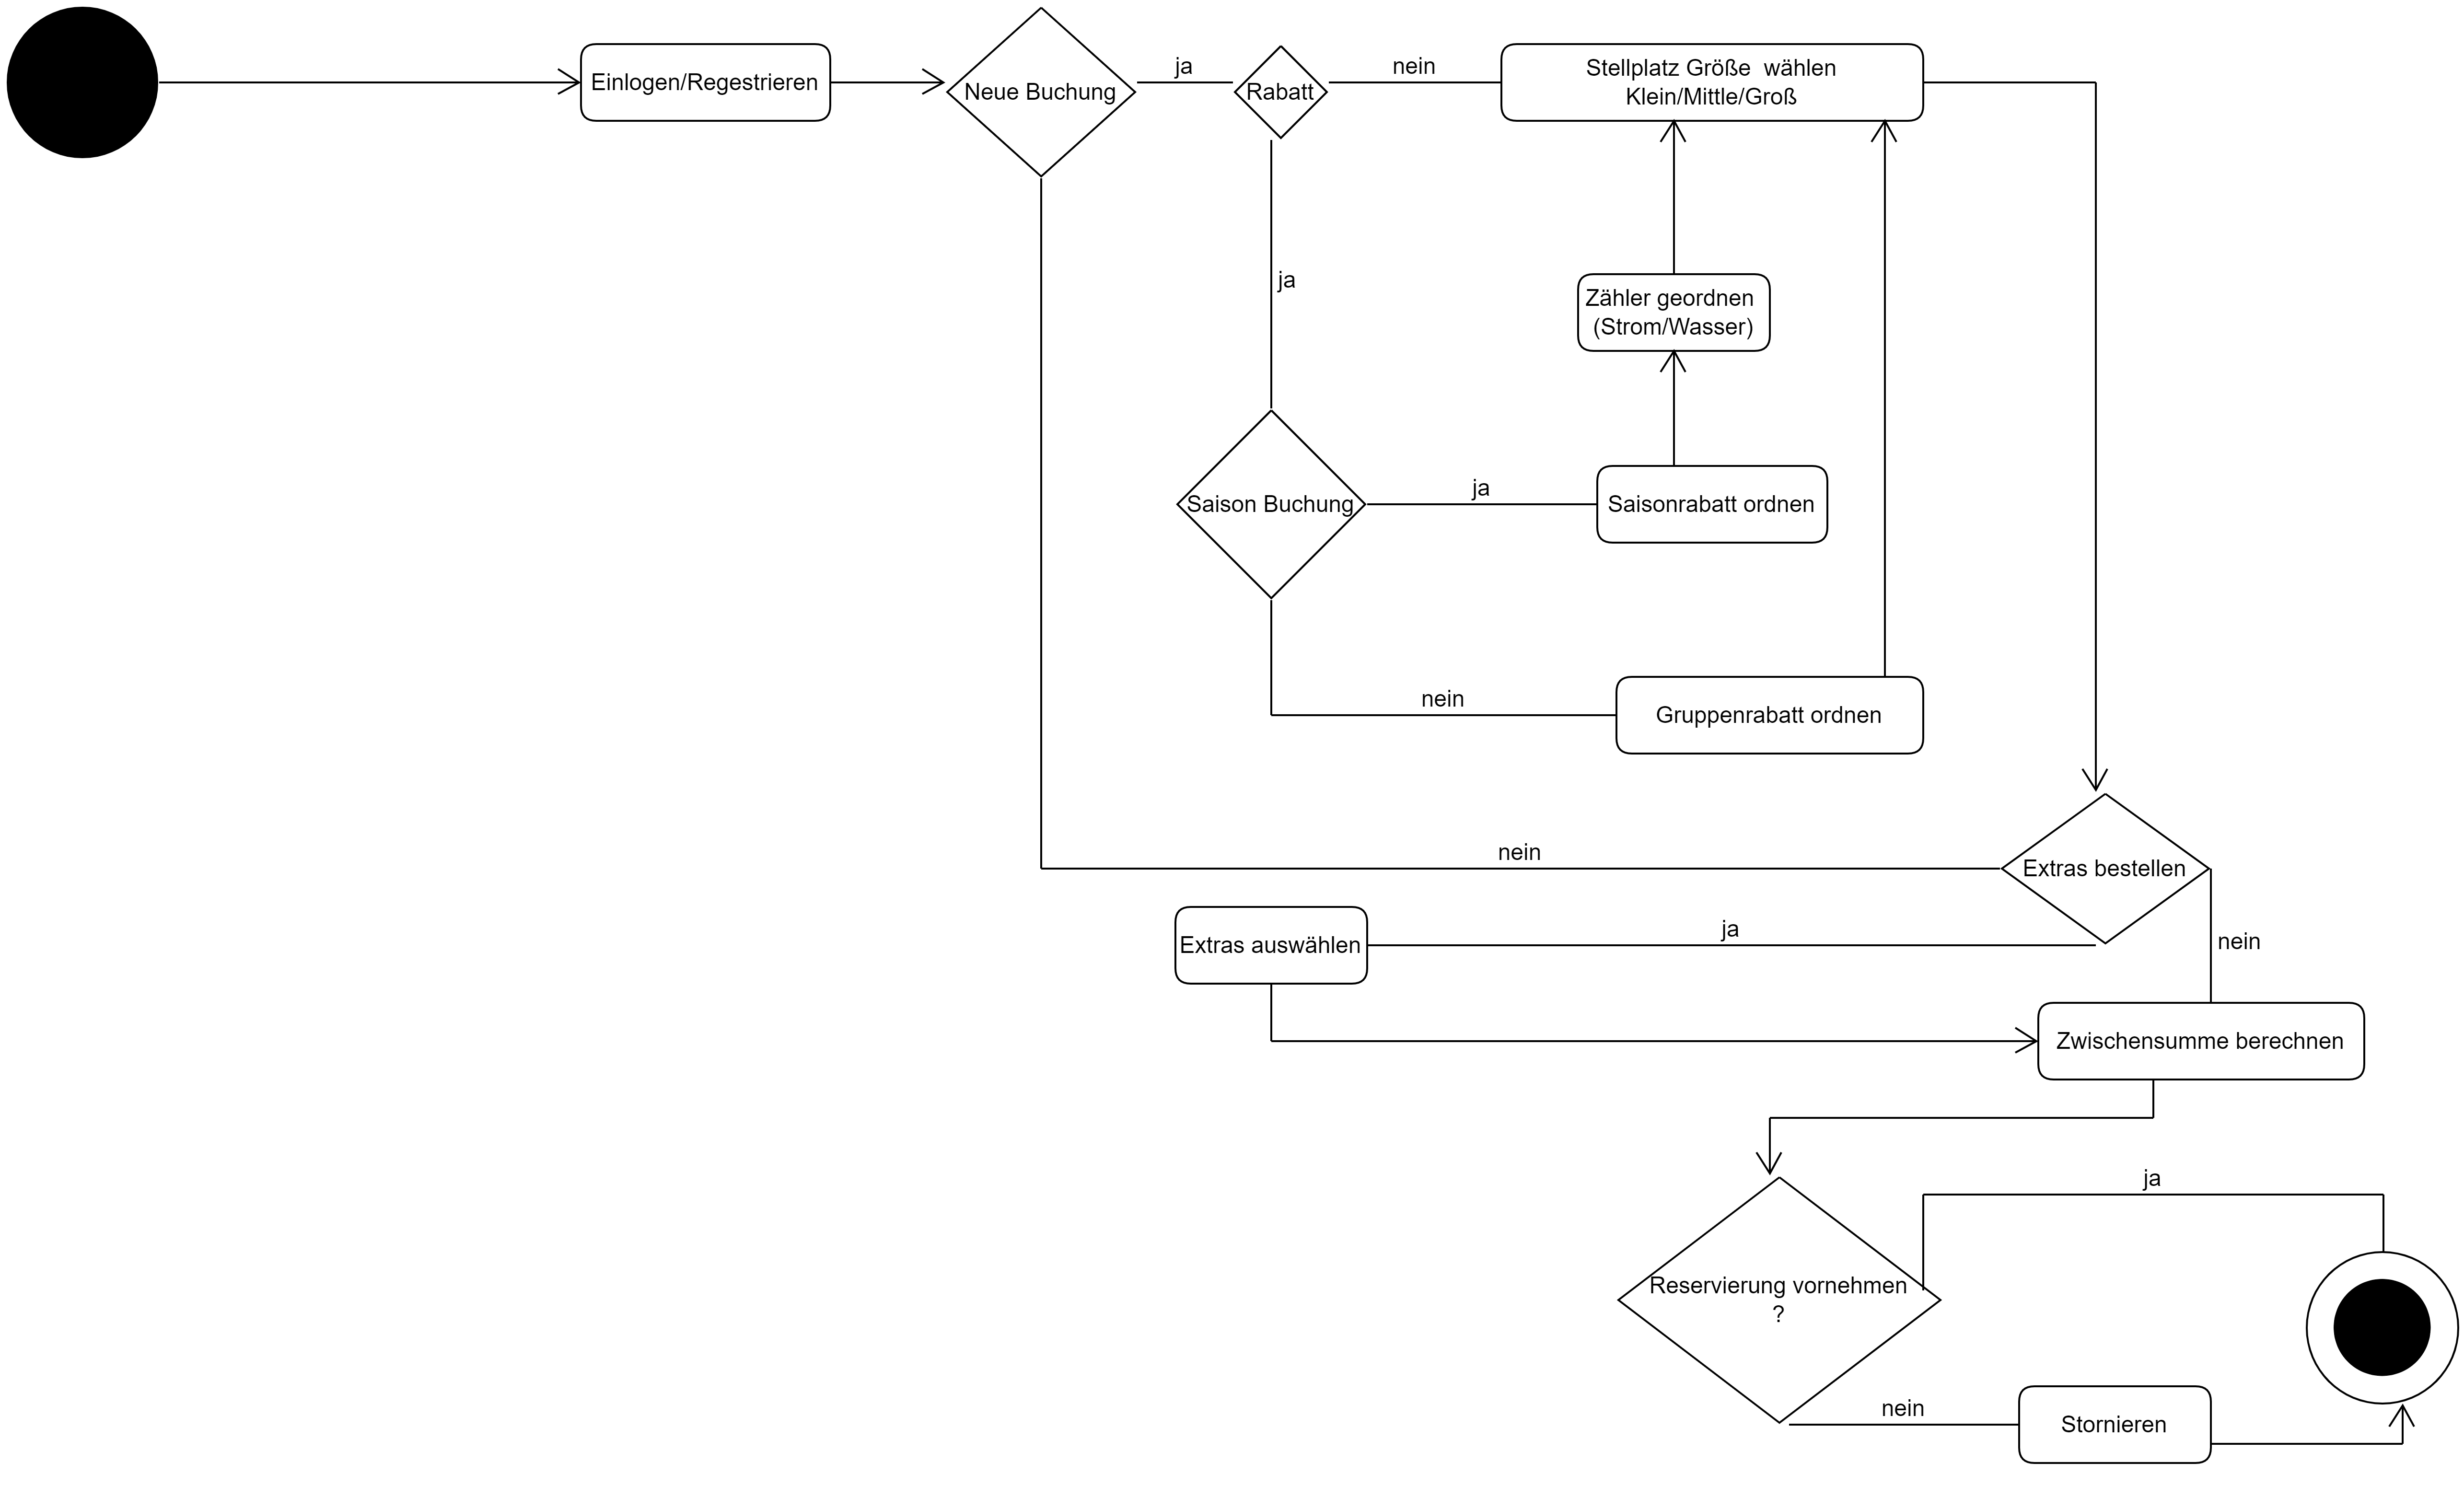 Einlogen/Regestrieren
Neue Buchung
ja
Rabatt
nein
Stellplatz Größe  wählen
Klein/Mittle/Groß
ja
Zähler geordnen
(Strom/Wasser)
Saison Buchung
ja
Saisonrabatt ordnen
nein
Gruppenrabatt ordnen
nein
Extras bestellen
ja
Extras auswählen
nein
Zwischensumme berechnen
ja
Reservierung vornehmen
?
nein
Stornieren